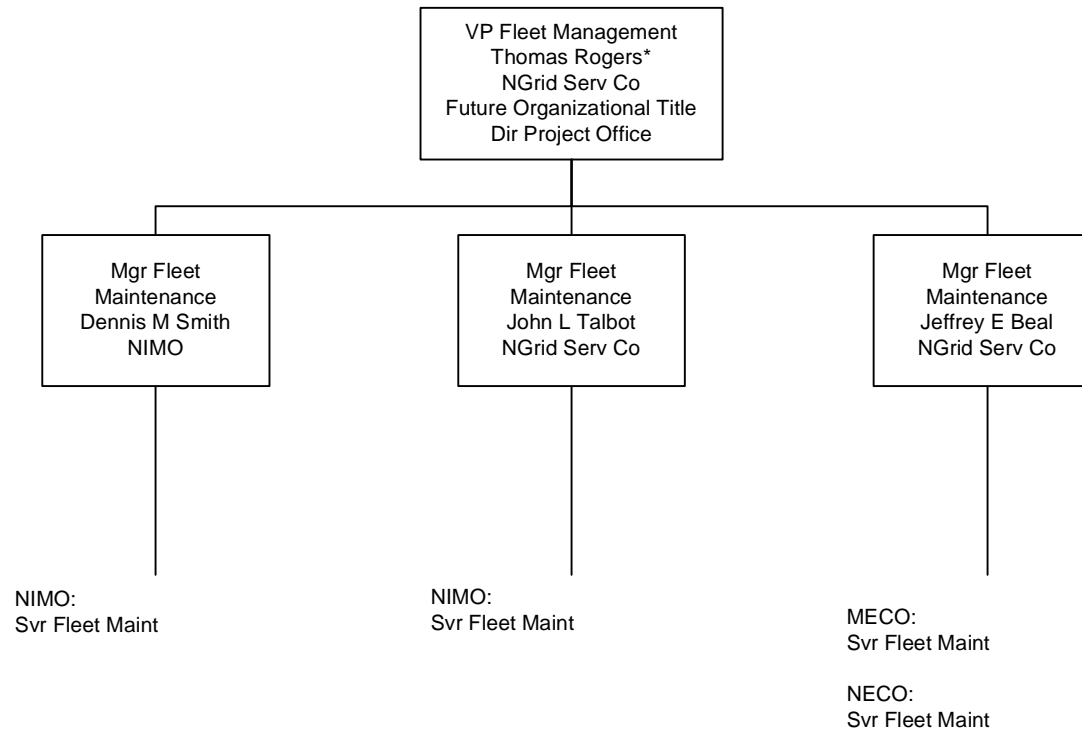 VP Fleet Management
Thomas Rogers*
NGrid Serv Co
Future Organizational Title
Dir Project Office
Mgr Fleet
Maintenance
Dennis M Smith
NIMO
Mgr Fleet
Maintenance
John L Talbot
NGrid Serv Co
Mgr Fleet
Maintenance
Jeffrey E Beal
NGrid Serv Co
NIMO:
Svr Fleet Maint
NIMO:
Svr Fleet Maint
MECO:
Svr Fleet Maint
NECO:
Svr Fleet Maint